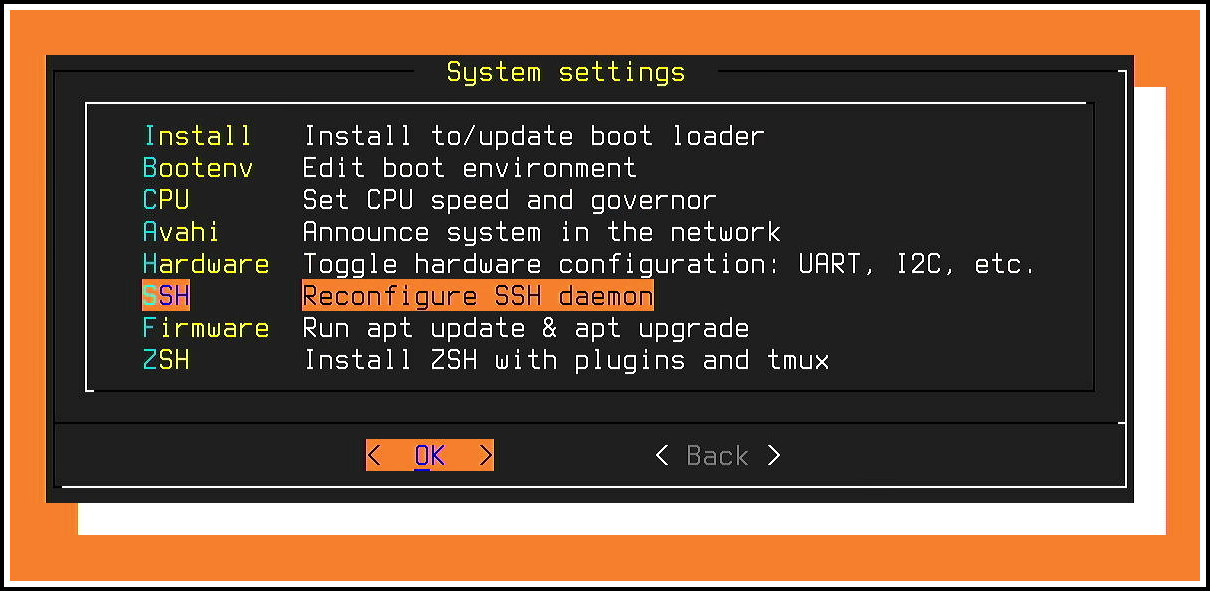 System settings
Install Install to/update boot loader
Bootenv Edit boot environment
CPU Set CPU speed and governor
Avahi Announce system in the network
Hardware Toggle hardware configuration: UART, I2C, etc.
SSH Reconfigure SSH daemon
Firmware Run apt update & apt upgrade
ZSH Install ZSH with plugins and tmux
< OK > < Back >